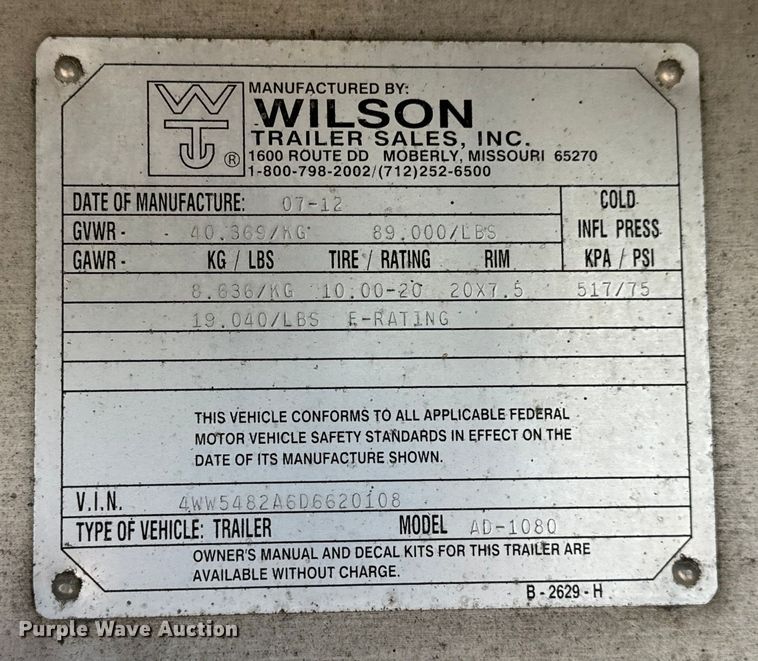 WT
®
MANUFACTURED BY:
WILSON
TRAILER SALES, INC.
1600 ROUTE DD MOBERLY, MISSOURI 65270
1-800-798-2002/(712)252-6500
DATE OF MANUFACTURE: 07-12 COLD
GVWR - 40.369/KG 89.000/LBS INFL PRESS
GAWR - KG / LBS TIRE / RATING RIM KPA / PSI
8.636/KG 10.00-20 20X7.5 517/75
19.040/LBS E-RATING
THIS VEHICLE CONFORMS TO ALL APPLICABLE FEDERAL
MOTOR VEHICLE SAFETY STANDARDS IN EFFECT ON THE
DATE OF ITS MANUFACTURE SHOWN.
V.I.N. 4WW5482A6D6620108
TYPE OF VEHICLE: TRAILER MODEL AD-1080
OWNER'S MANUAL AND DECAL KITS FOR THIS TRAILER ARE
AVAILABLE WITHOUT CHARGE.
B - 2629 - H
Purple Wave Auction